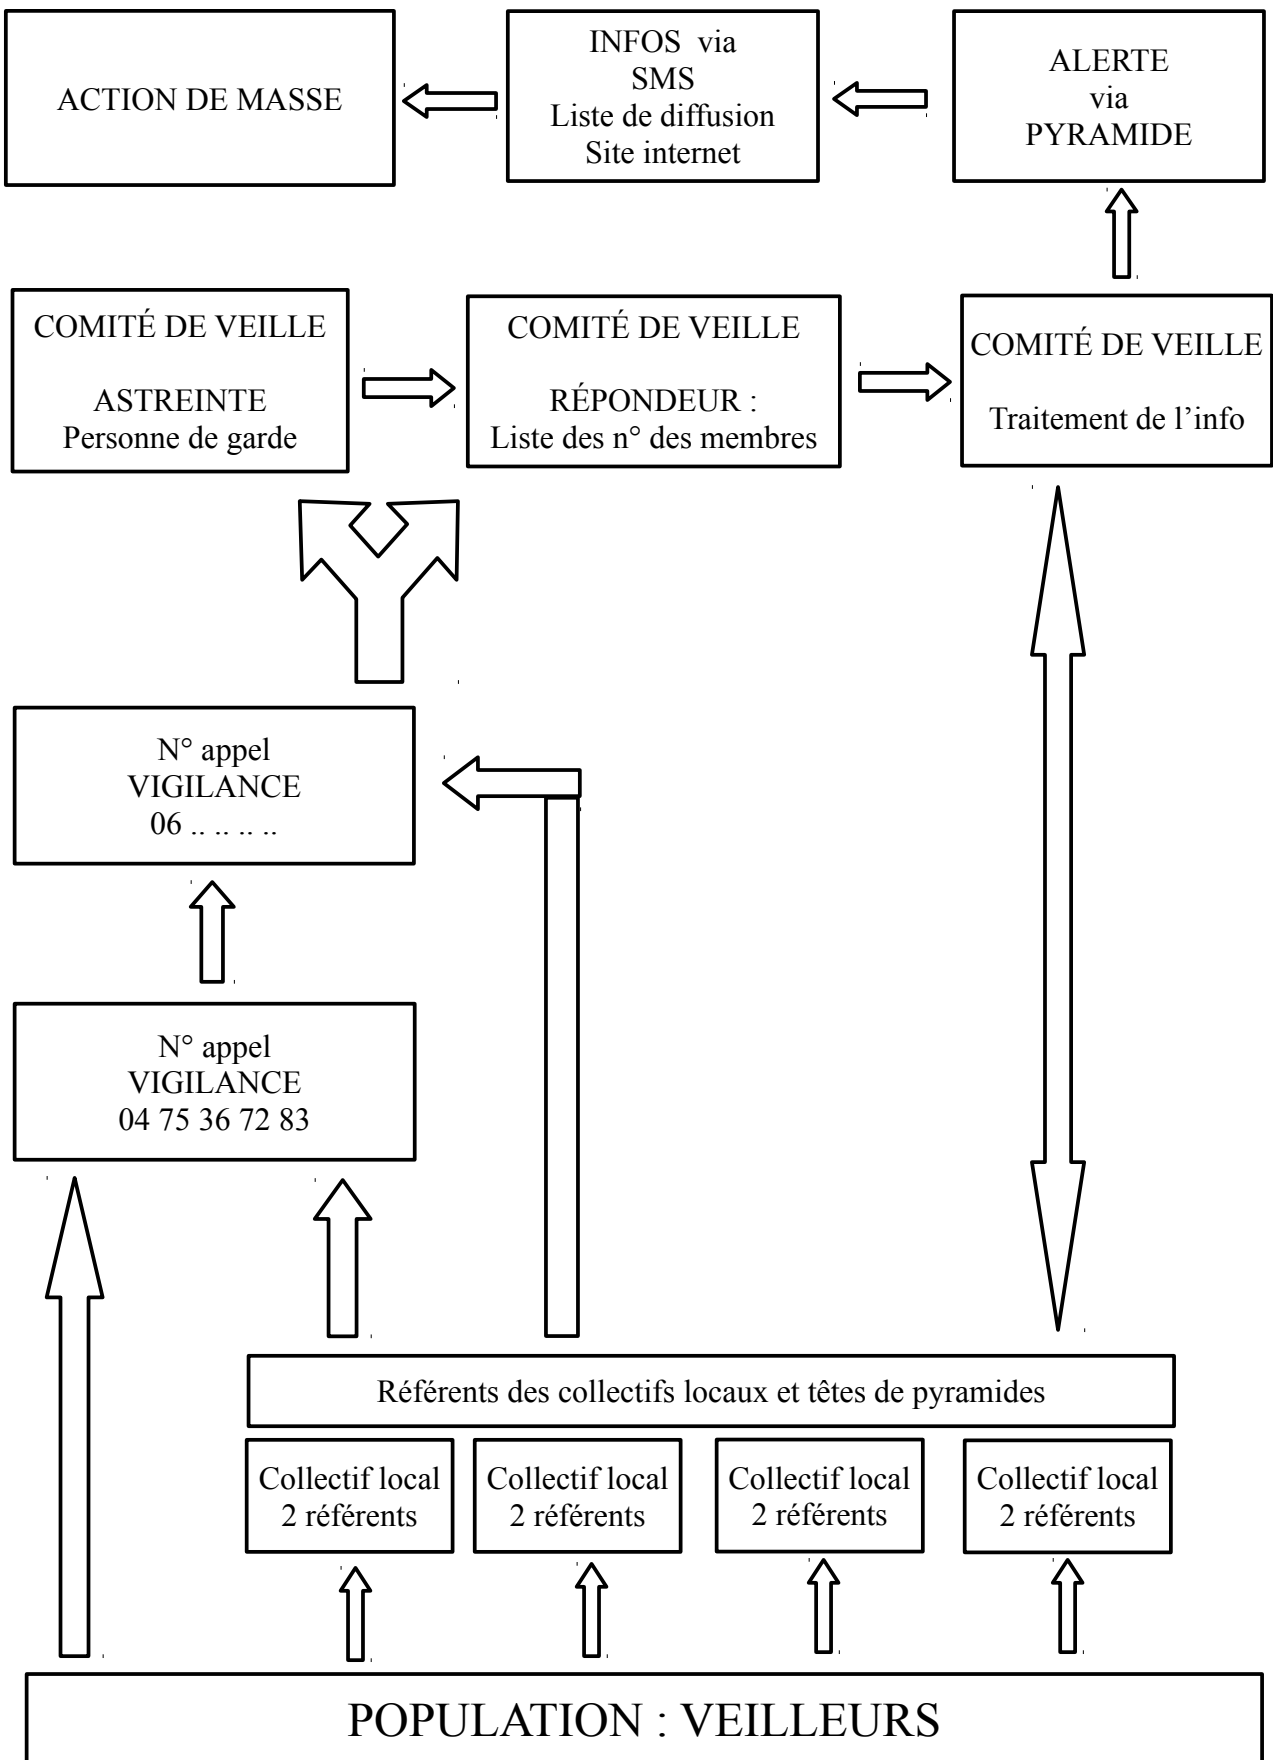 ACTION DE MASSE
INFOS via
SMS
Liste de diffusion
Site internet
ALERTE
via
PYRAMIDE
COMITÉ DE VEILLE
ASTREINTE
Personne de garde
COMITÉ DE VEILLE
RÉPONDEUR :
Liste des n° des membres
COMITÉ DE VEILLE
Traitement de l’info
N° appel
VIGILANCE
06 .. .. .. ..
N° appel
VIGILANCE
04 75 36 72 83
Référents des collectifs locaux et têtes de pyramides
Collectif local
2 référents
Collectif local
2 référents
Collectif local
2 référents
Collectif local
2 référents
POPULATION : VEILLEURS